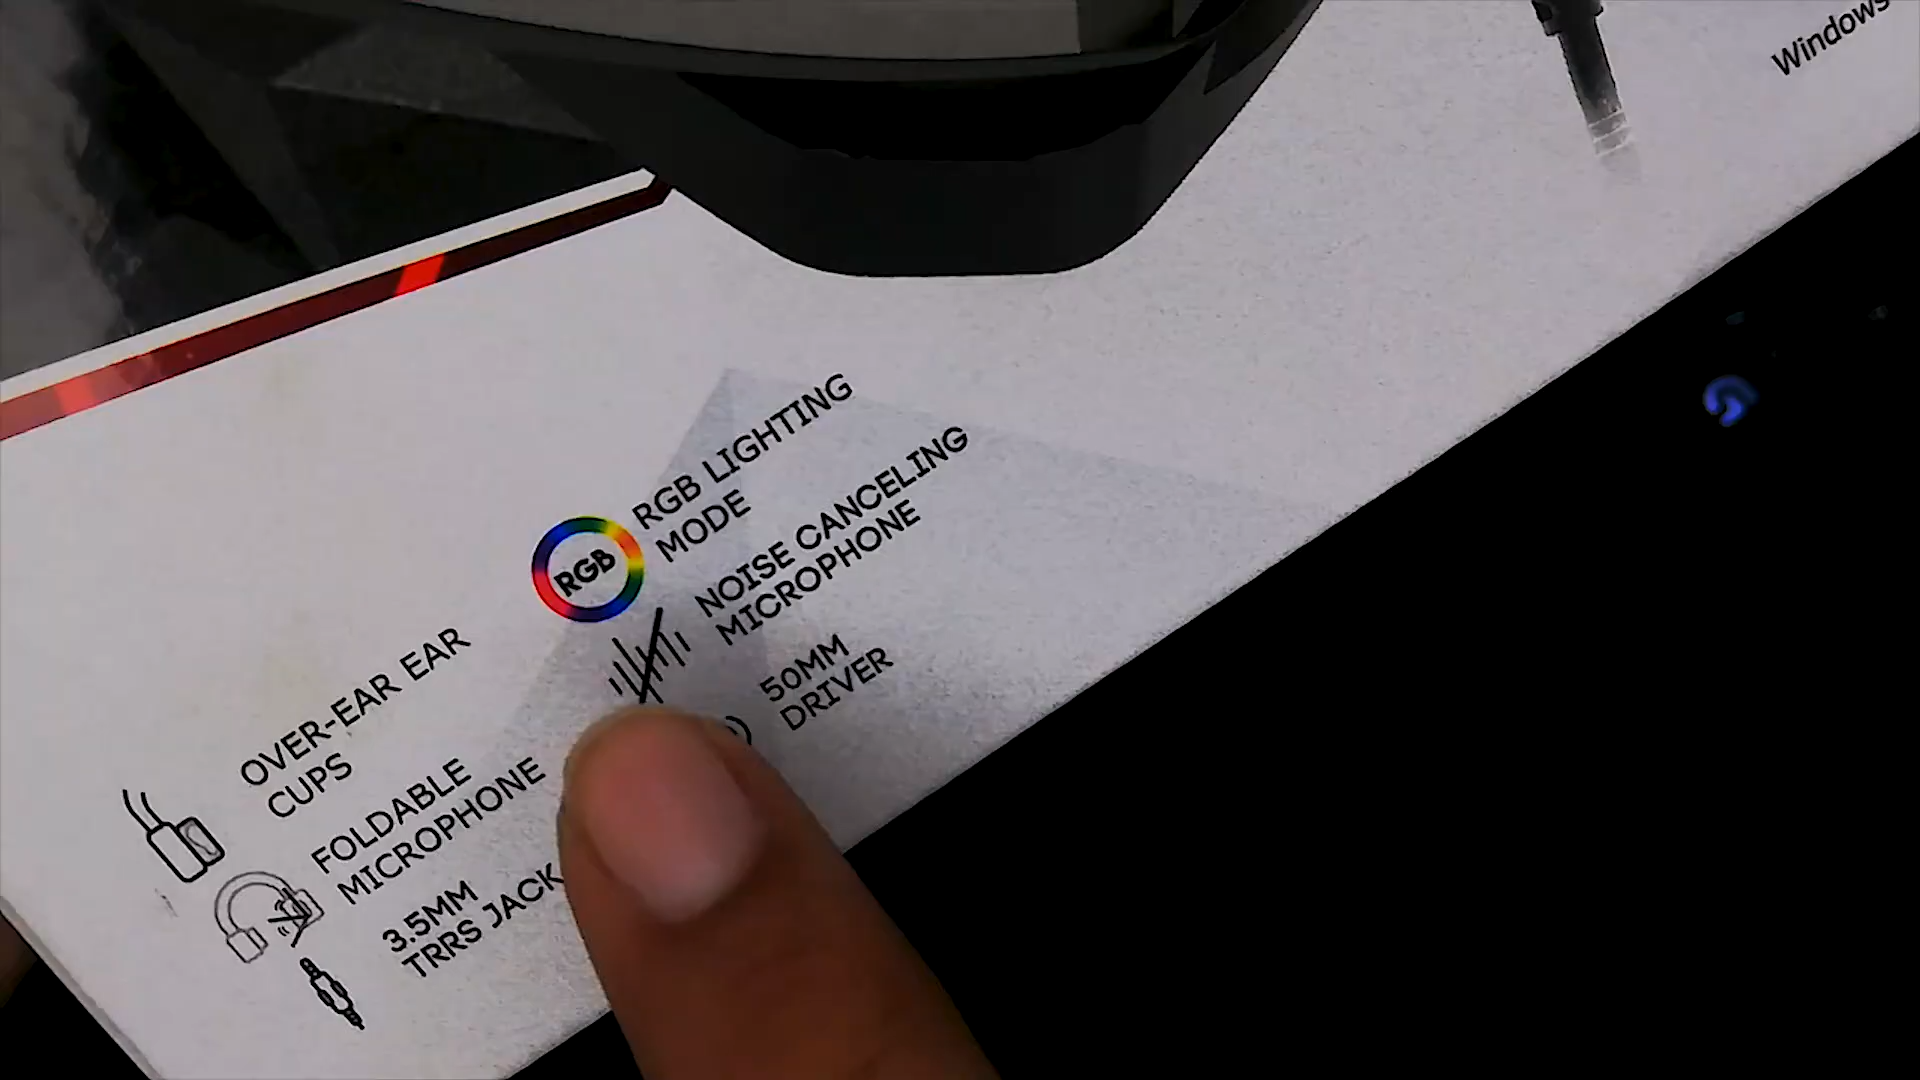 Windows
RGB
RGB LIGHTING
MODE
NOISE CANCELING
MICROPHONE
50MM
DRIVER
OVER-EAR EAR
CUPS
FOLDABLE
MICROPHONE
3.5MM
TRRS JACK